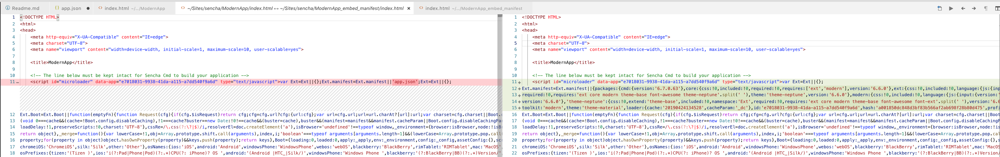 Readme.md
{} app.json ●
<> index.html ~/.../ModernApp
<> ~/Sites/sencha/ModernApp/index.html ↔ ~/Sites/sencha/ModernApp_embed_manifest/index.html ×
<> index.html ~/.../ModernApp_embed_manifest
1 <!DOCTYPE HTML>
2 <html>
3 <head>
4 <meta http-equiv="X-UA-Compatible" content="IE=edge">
5 <meta charset="UTF-8">
6 <meta name="viewport" content="width=device-width, initial-scale=1, maximum-scale=10, user-scalable=yes">
7
8 <title>ModernApp</title>
9
10 <!-- The line below must be kept intact for Sencha Cmd to build your application -->
11 – <script id="microloader" data-app="e7018031-9938-41da-a115-a7dd540f9a6d" type="text/javascript">var Ext=Ext||{};Ext.manifest=Ext.manifest||'app.json';Ext=Ext||{};
12 Ext.Boot=Ext.Boot||function(emptyFn){function Request(cfg){if(cfg.$isRequest)return cfg;cfg=cfg.url?cfg:{url:cfg};var url=cfg.url;url=url.charAt?[url]:url;var charset=cfg.charset||Boot.c
13 (void 0===cache&&(cache=!Boot.config.disableCaching),!1===cache?buster=+new Date:!0!==cache&&(buster=cache),buster&&(manifest=manifest&&manifest.cacheParam||Boot.config.disableCachingPa
14 loadDelay:!1,preserveScripts:!0,charset:'UTF-8'},cssRe=/\.css(?:\?|$)/i,resolverEl=doc.createElement('a'),isBrowser='undefined'!==typeof window,_environment={browser:isBrowser,node:!isB
15 return object},_merge=function(){var lowerCase=!1,obj=Array.prototype.shift.call(arguments),index,i;'boolean'===typeof arguments[arguments.length-1]&&(lowerCase=Array.prototype.pop.call
16 property;for(property in object)object.hasOwnProperty(property)&&keys.push(property);return keys},Boot={loading:0,loaded:0,apply:_apply,env:_environment,config:_config,assetConfig:{},sc
17 chromeiOS:'ChromeiOS',silk:'Silk',other:'Other'},osNames:{ios:'iOS',android:'Android',windowsPhone:'WindowsPhone',webos:'webOS',blackberry:'BlackBerry',rimTablet:'RIMTablet',mac:'MacOS'
18 osPrefixes:{tizen:'(Tizen )',ios:'i(?:Pad|Phone|Pod)(?:.*)CPU(?: iPhone)? OS ',android:'(Android |HTC_|Silk/)',windowsPhone:'Windows Phone ',blackberry:'(?:BlackBerry|BB)(?:.*)Version/'
1 <!DOCTYPE HTML>
2 <html>
3 <head>
4 <meta http-equiv="X-UA-Compatible" content="IE=edge">
5 <meta charset="UTF-8">
6 <meta name="viewport" content="width=device-width, initial-scale=1, maximum-scale=10, user-scalable=yes">
7
8 <title>ModernApp</title>
9
10 <!-- The line below must be kept intact for Sencha Cmd to build your application -->
11 + <script id="microloader" data-app="e7018031-9938-41da-a115-a7dd540f9a6d" type="text/javascript">var Ext=Ext||{};
12 + Ext.manifest=Ext.manifest||{packages:{cmd:{version:'6.7.0.63'},core:{css:!0,included:!0,required:!0,requires:['ext','modern'],version:'6.6.0'},ext:{css:!0,included:!0,language:{js:{inp
13 + required:!0,requires:'ext core modern theme-base font-awesome theme-neptune'.split(' '),theme:'theme-neptune',version:'6.6.0'},modern:{css:!0,included:!0,language:{js:{input:{version:'
14 + version:'6.6.0'},'theme-neptune':{css:!0,extend:'theme-base',included:!0,namespace:'Ext',required:!0,requires:'ext core modern theme-base font-awesome font-ext'.split(' '),version:'6.6
15 + toolkit:'modern',theme:'theme-material',loader:{cache:'20190424134528',cacheParam:'_dc'},id:'e7018031-9938-41da-a115-a7dd540f9a6d',hash:'a001850dc848d3bf83b566af2ab698f28b80d475',profi
16 Ext.Boot=Ext.Boot||function(emptyFn){function Request(cfg){if(cfg.$isRequest)return cfg;cfg=cfg.url?cfg:{url:cfg};var url=cfg.url;url=url.charAt?[url]:url;var charset=cfg.charset||Boot
17 (void 0===cache&&(cache=!Boot.config.disableCaching),!1===cache?buster=+new Date:!0!==cache&&(buster=cache),buster&&(manifest=manifest&&manifest.cacheParam||Boot.config.disableCachingP
18 loadDelay:!1,preserveScripts:!0,charset:'UTF-8'},cssRe=/\.css(?:\?|$)/i,resolverEl=doc.createElement('a'),isBrowser='undefined'!==typeof window,_environment={browser:isBrowser,node:!is
19 return object},_merge=function(){var lowerCase=!1,obj=Array.prototype.shift.call(arguments),index,i;'boolean'===typeof arguments[arguments.length-1]&&(lowerCase=Array.prototype.pop.cal
20 property;for(property in object)object.hasOwnProperty(property)&&keys.push(property);return keys},Boot={loading:0,loaded:0,apply:_apply,env:_environment,config:_config,assetConfig:{},s
21 chromeiOS:'ChromeiOS',silk:'Silk',other:'Other'},osNames:{ios:'iOS',android:'Android',windowsPhone:'WindowsPhone',webos:'webOS',blackberry:'BlackBerry',rimTablet:'RIMTablet',mac:'MacOS
22 osPrefixes:{tizen:'(Tizen )',ios:'i(?:Pad|Phone|Pod)(?:.*)CPU(?: iPhone)? OS ',android:'(Android |HTC_|Silk/)',windowsPhone:'Windows Phone ',blackberry:'(?:BlackBerry|BB)(?:.*)Version/